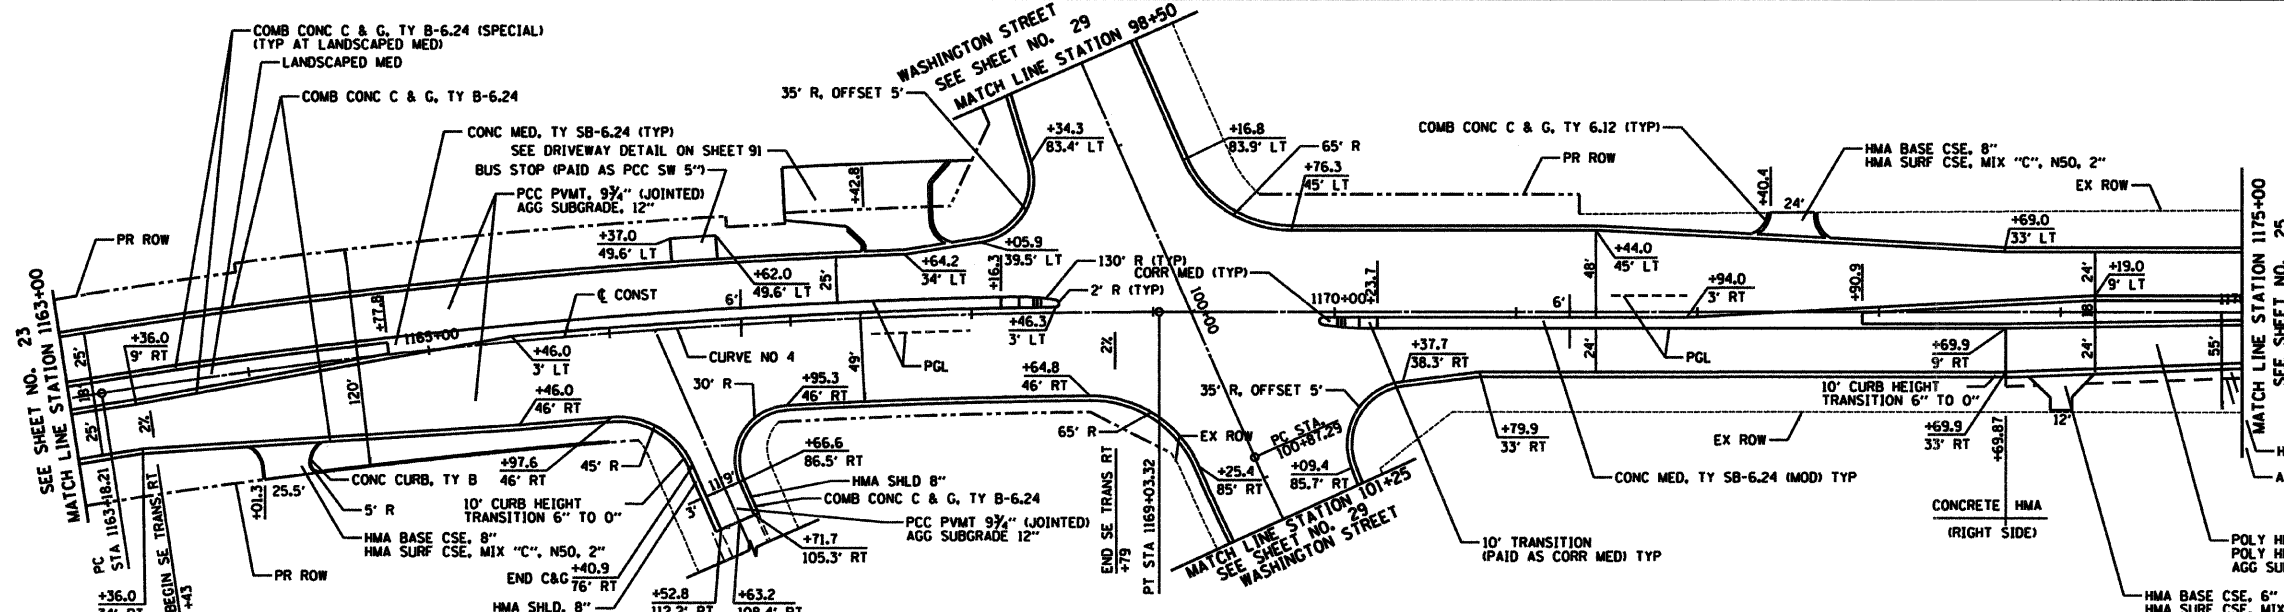 COMB CONC C & G, TY B-6.24 (SPECIAL)
(TYP AT LANDSCAPED MED)
LANDSCAPED MED
COMB CONC C & G, TY B-6.24
CONC MED, TY SB-6.24 (TYP)
SEE DRIVEWAY DETAIL ON SHEET 91
BUS STOP (PAID AS PCC SW 5")
PCC PVMT, 9¾" (JOINTED)
AGG SUBGRADE, 12"
PR ROW
WASHINGTON STREET
SEE SHEET NO. 29
MATCH LINE STATION 98+50
35' R, OFFSET 5'
+34.3
83.4' LT
+16.8
83.9' LT
65' R
+76.3
45' LT
PR ROW
COMB CONC C & G, TY 6.12 (TYP)
+40.4
24'
HMA BASE CSE, 8"
HMA SURF CSE, MIX "C", N50, 2"
EX ROW
+42.8
+37.0
49.6' LT
+62.0
49.6' LT
25'
+64.2
34' LT
+05.9
39.5' LT
+16.3
130' R (TYP)
CORR MED (TYP)
2' R (TYP)
+44.0
45' LT
+69.0
33' LT
+19.0
9' LT
SEE SHEET NO. 23
MATCH LINE STATION 1163+00
+36.0
9' RT
25'
18'
25'
2%
+77.8
120'
1165+00
℄ CONST
6'
+46.0
3' LT
CURVE NO 4
49'
PGL
+46.3
3' LT
2%
100+00
1170+00
+23.7
6'
48'
24'
+94.0
3' RT
PGL
+90.9
24'
18'
24'
55'
MATCH LINE STATION 1175+00
SEE SHEET NO. 25
+46.0
46' RT
30' R
+95.3
46' RT
+64.8
46' RT
35' R, OFFSET 5'
+37.7
38.3' RT
+69.9
9' RT
10' CURB HEIGHT
TRANSITION 6" TO 0"
12'
+97.6
46' RT
45' R
119'
3'
+66.6
86.5' RT
65' R
EX ROW
PC STA.
100+87.29
+79.9
33' RT
EX ROW
+69.9
33' RT
+69.87
CONC CURB, TY B
5' R
+01.3
25.5'
10' CURB HEIGHT
TRANSITION 6" TO 0"
HMA SHLD 8"
COMB CONC C & G, TY B-6.24
PCC PVMT 9¾" (JOINTED)
AGG SUBGRADE 12"
+25.4
85' RT
+09.4
85.7' RT
CONC MED, TY SB-6.24 (MOD) TYP
CONCRETE HMA
(RIGHT SIDE)
PC
STA 1163+18.21
BEGIN SE TRANS, RT
+43
HMA BASE CSE, 8"
HMA SURF CSE, MIX "C", N50, 2"
PR ROW
END C&G +40.9
76' RT
+71.7
105.3' RT
END SE TRANS RT
+79
PT STA 1169+03.32
MATCH LINE STATION 101+25
SEE SHEET NO. 29
WASHINGTON STREET
10' TRANSITION
(PAID AS CORR MED) TYP
+36.0
HMA SHLD, 8"
+52.8
+63.2
HMA BASE CSE, 6"